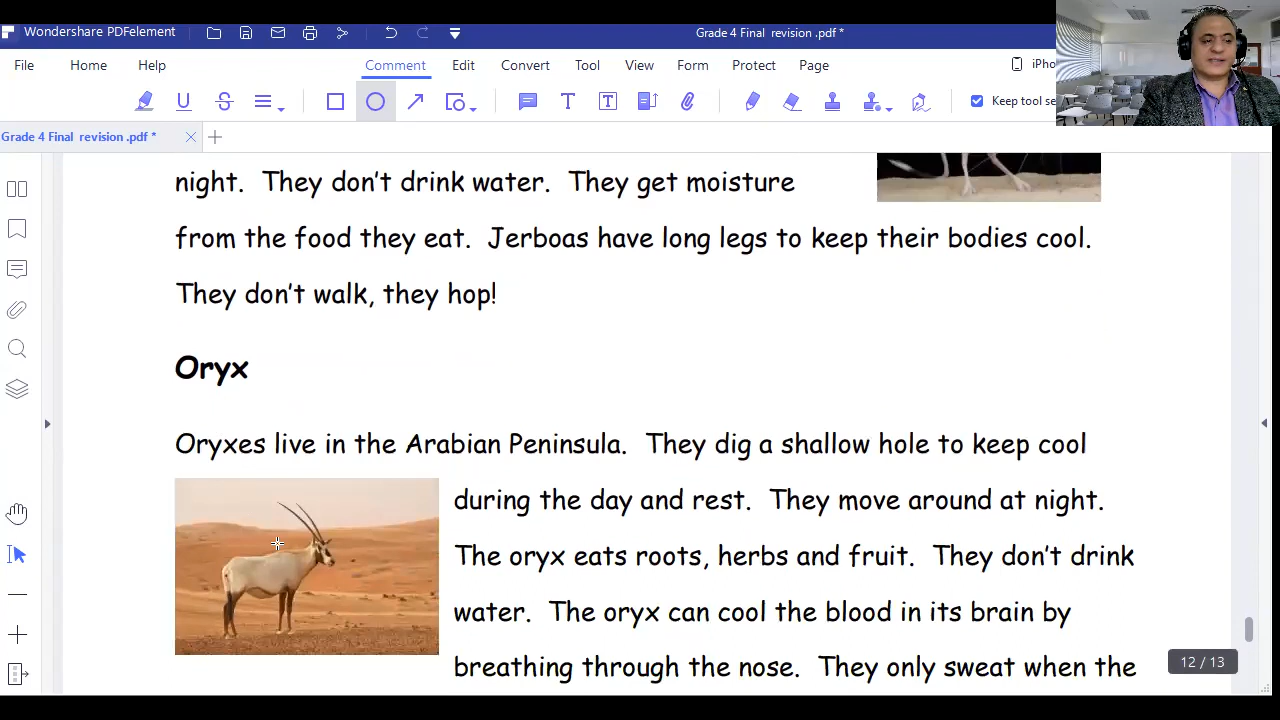 Wondershare PDFelement
Grade 4 Final revision .pdf *
File Home Help Comment Edit Convert Tool View Form Protect Page iPho
Keep tool se
Grade 4 Final revision .pdf *
night. They don't drink water. They get moisture
from the food they eat. Jerboas have long legs to keep their bodies cool.
They don't walk, they hop!
Oryx
Oryxes live in the Arabian Peninsula. They dig a shallow hole to keep cool
during the day and rest. They move around at night.
The oryx eats roots, herbs and fruit. They don't drink
water. The oryx can cool the blood in its brain by
breathing through the nose. They only sweat when the
12 / 13